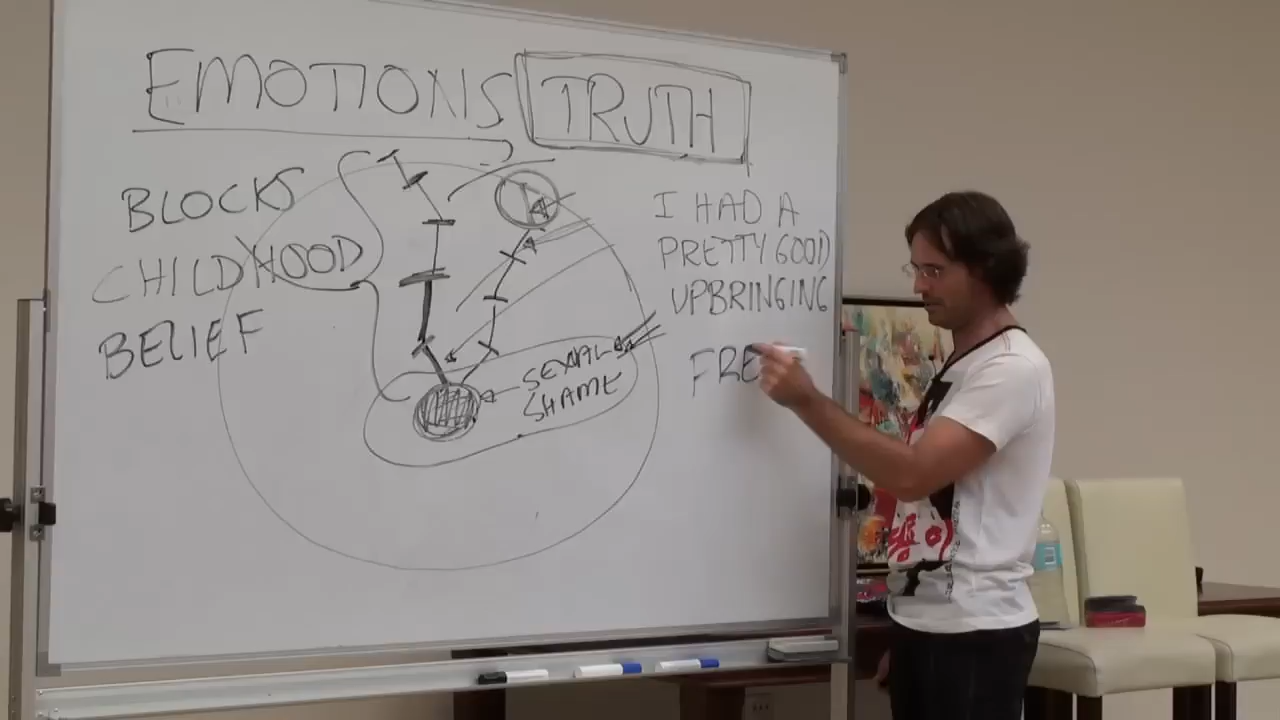 EMOTIONS TRUTH
BLOCKS
CHILDHOOD
BELIEF
SEXUAL
SHAME
I HAD A
PRETTY GOOD
UPBRINGING
FRE